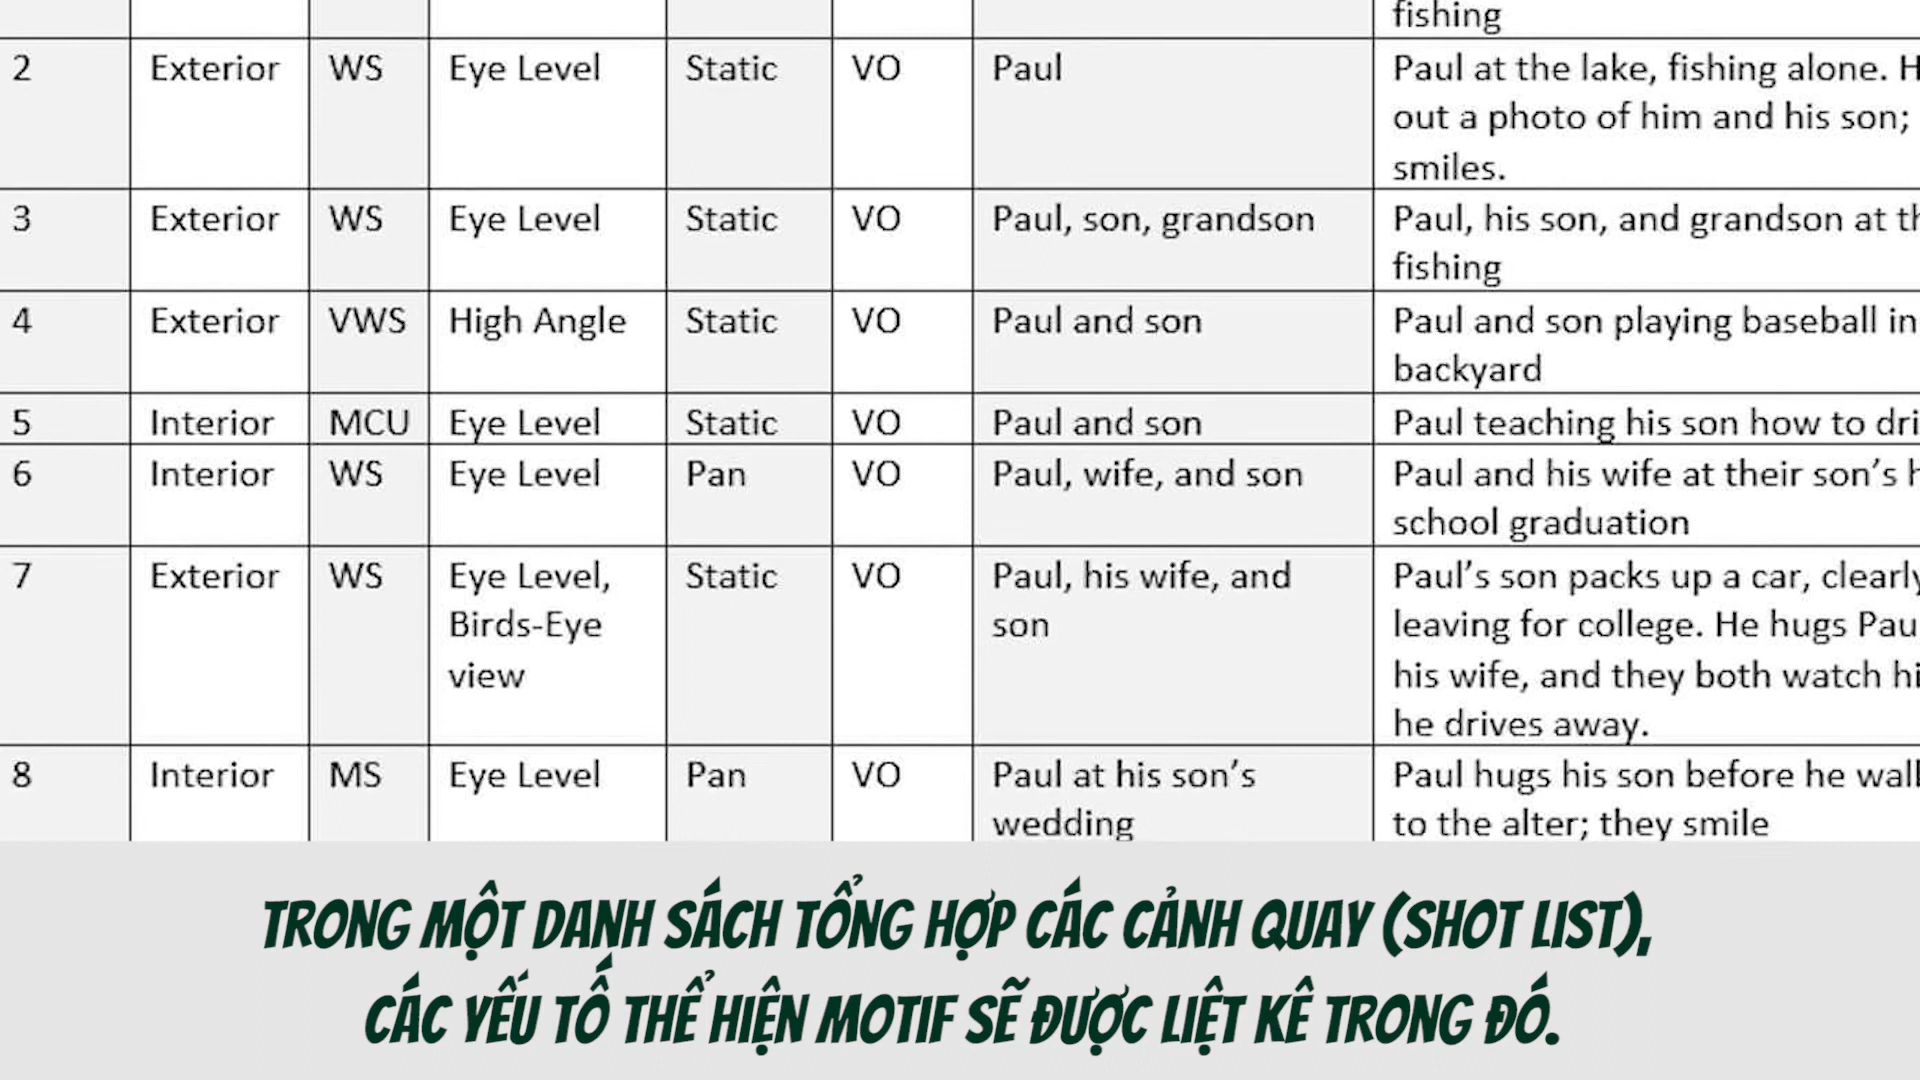 fishing
2 Exterior WS Eye Level Static VO Paul Paul at the lake, fishing alone.
out a photo of him and his son;
smiles.
3 Exterior WS Eye Level Static VO Paul, son, grandson Paul, his son, and grandson at
fishing
4 Exterior VWS High Angle Static VO Paul and son Paul and son playing baseball in
backyard
5 Interior MCU Eye Level Static VO Paul and son Paul teaching his son how to
6 Interior WS Eye Level Pan VO Paul, wife, and son Paul and his wife at their son’s
school graduation
7 Exterior WS Eye Level, Static VO Paul, his wife, and Paul’s son packs up a car, clearly
Birds-Eye son leaving for college. He hugs
view his wife, and they both watch
he drives away.
8 Interior MS Eye Level Pan VO Paul at his son’s Paul hugs his son before he
wedding to the alter; they smile
TRONG MỘT DANH SÁCH TỔNG HỢP CÁC CẢNH QUAY (SHOT LIST),
CÁC YẾU TỐ THỂ HIỆN MOTIF SẼ ĐƯỢC LIỆT KÊ TRONG ĐÓ.